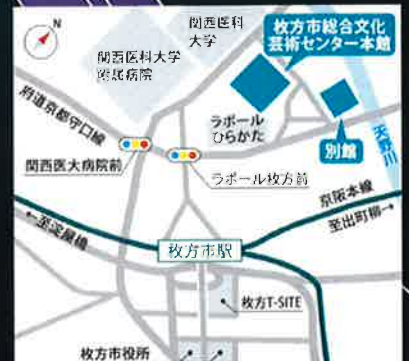 N
関西医科
大学
関西医科大学
附属病院
枚方市総合文化
芸術センター本館
府道京都守口線
ラポール
ひらかた
別館
天野川
関西医大病院前
ラポール枚方前
京阪本線
至出町柳→
←至淀屋橋
枚方市駅
枚方T-SITE
枚方市役所